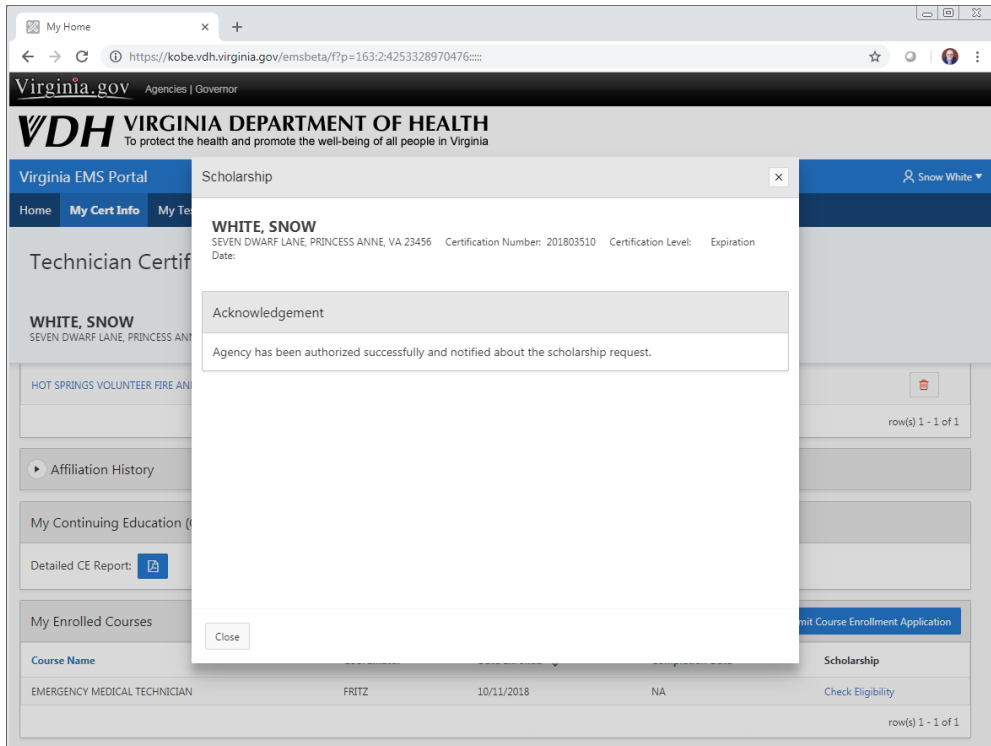 My Home
https://kobe.vdh.virginia.gov/emsbeta/f?p=163:2:4253328970476:::::
Virginia.gov Agencies | Governor
VDH VIRGINIA DEPARTMENT OF HEALTH
To protect the health and promote the well-being of all people in Virginia
Virginia EMS Portal
Snow White
Home My Cert Info My Te
Scholarship
WHITE, SNOW
SEVEN DWARF LANE, PRINCESS ANNE, VA 23456 Certification Number: 201803510 Certification Level: Expiration
Date:
Acknowledgement
Agency has been authorized successfully and notified about the scholarship request.
Close
Technician Certif
WHITE, SNOW
SEVEN DWARF LANE, PRINCESS ANN
HOT SPRINGS VOLUNTEER FIRE AN
row(s) 1 - 1 of 1
Affiliation History
My Continuing Education (
Detailed CE Report:
My Enrolled Courses
mit Course Enrollment Application
Course Name Scholarship
EMERGENCY MEDICAL TECHNICIAN FRITZ 10/11/2018 NA Check Eligibility
row(s) 1 - 1 of 1